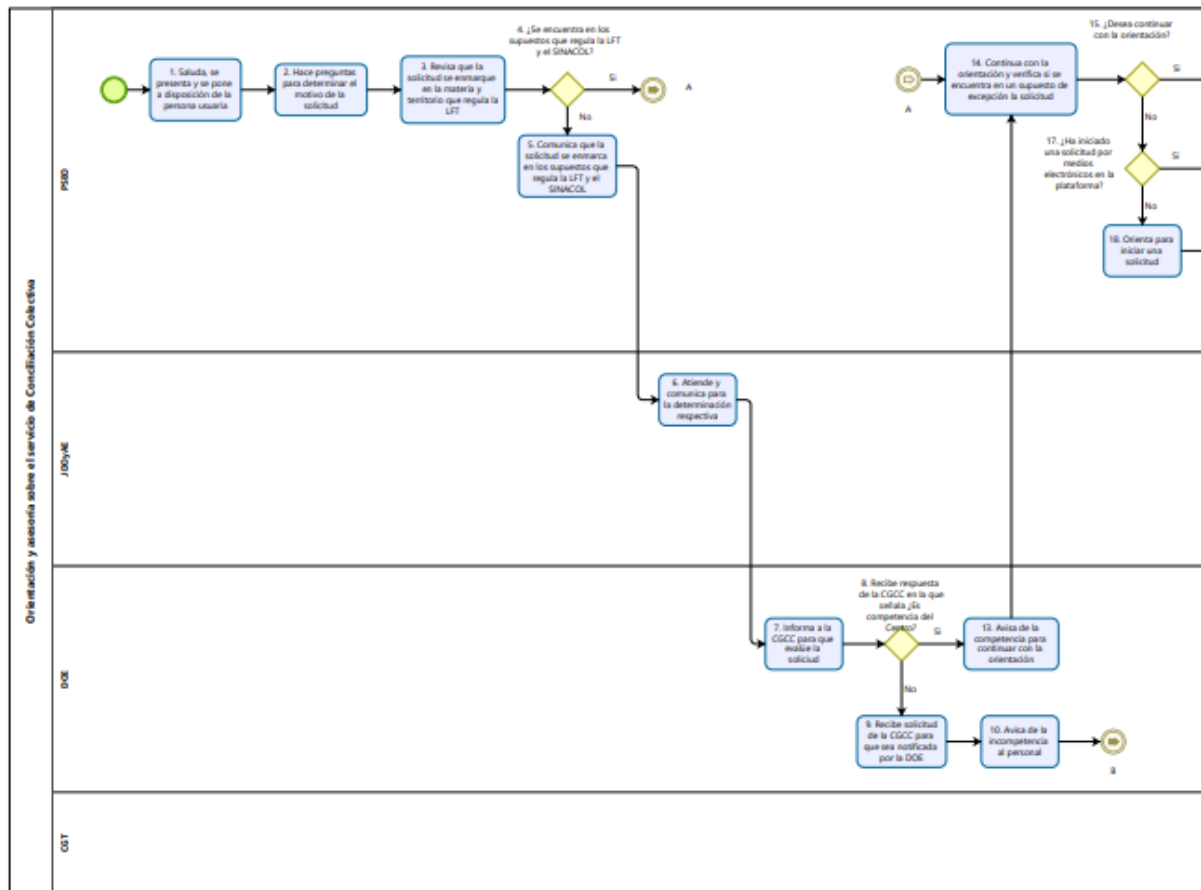 Orientación y asesoría sobre el servicio de Conciliación Colectiva
1. Saluda, se
presenta y se pone
a disposición de la
persona usuaria
2. Hace preguntas
para determinar el
motivo de la
solicitud
3. Revisa que la
solicitud se enmarque
en la materia y
territorio que regula la
LFT
4. ¿Se encuentra en los
supuestos que regula la LFT
y el SINACOL?
Si
A
No
5. Comunica que la
solicitud se enmarca
en los supuestos que
regula la LFT y el
SINACOL
A
14. Continua con la
orientación y verifica si se
encuentra en un supuesto de
excepción la solicitud
15. ¿Desea continuar
con la orientación?
Si
No
17. ¿Ha iniciado
una solicitud por
medios
electrónicos en la
plataforma?
Si
No
18. Orienta para
iniciar una
solicitud
6. Atiende y
comunica para
la determinación
respectiva
7. Informa a la
CGCC para que
evalúe la
soliciud
8. Recibe respuesta
de la CGCC en la que
señala ¿Es
competencia del
Centro?
Si
13. Avisa de la
competencia para
continuar con la
orientación
No
9. Recibe solicitud
de la CGCC para
que sea notificada
por la DOE
10. Avisa de la
incompetencia
al personal
B
CGT